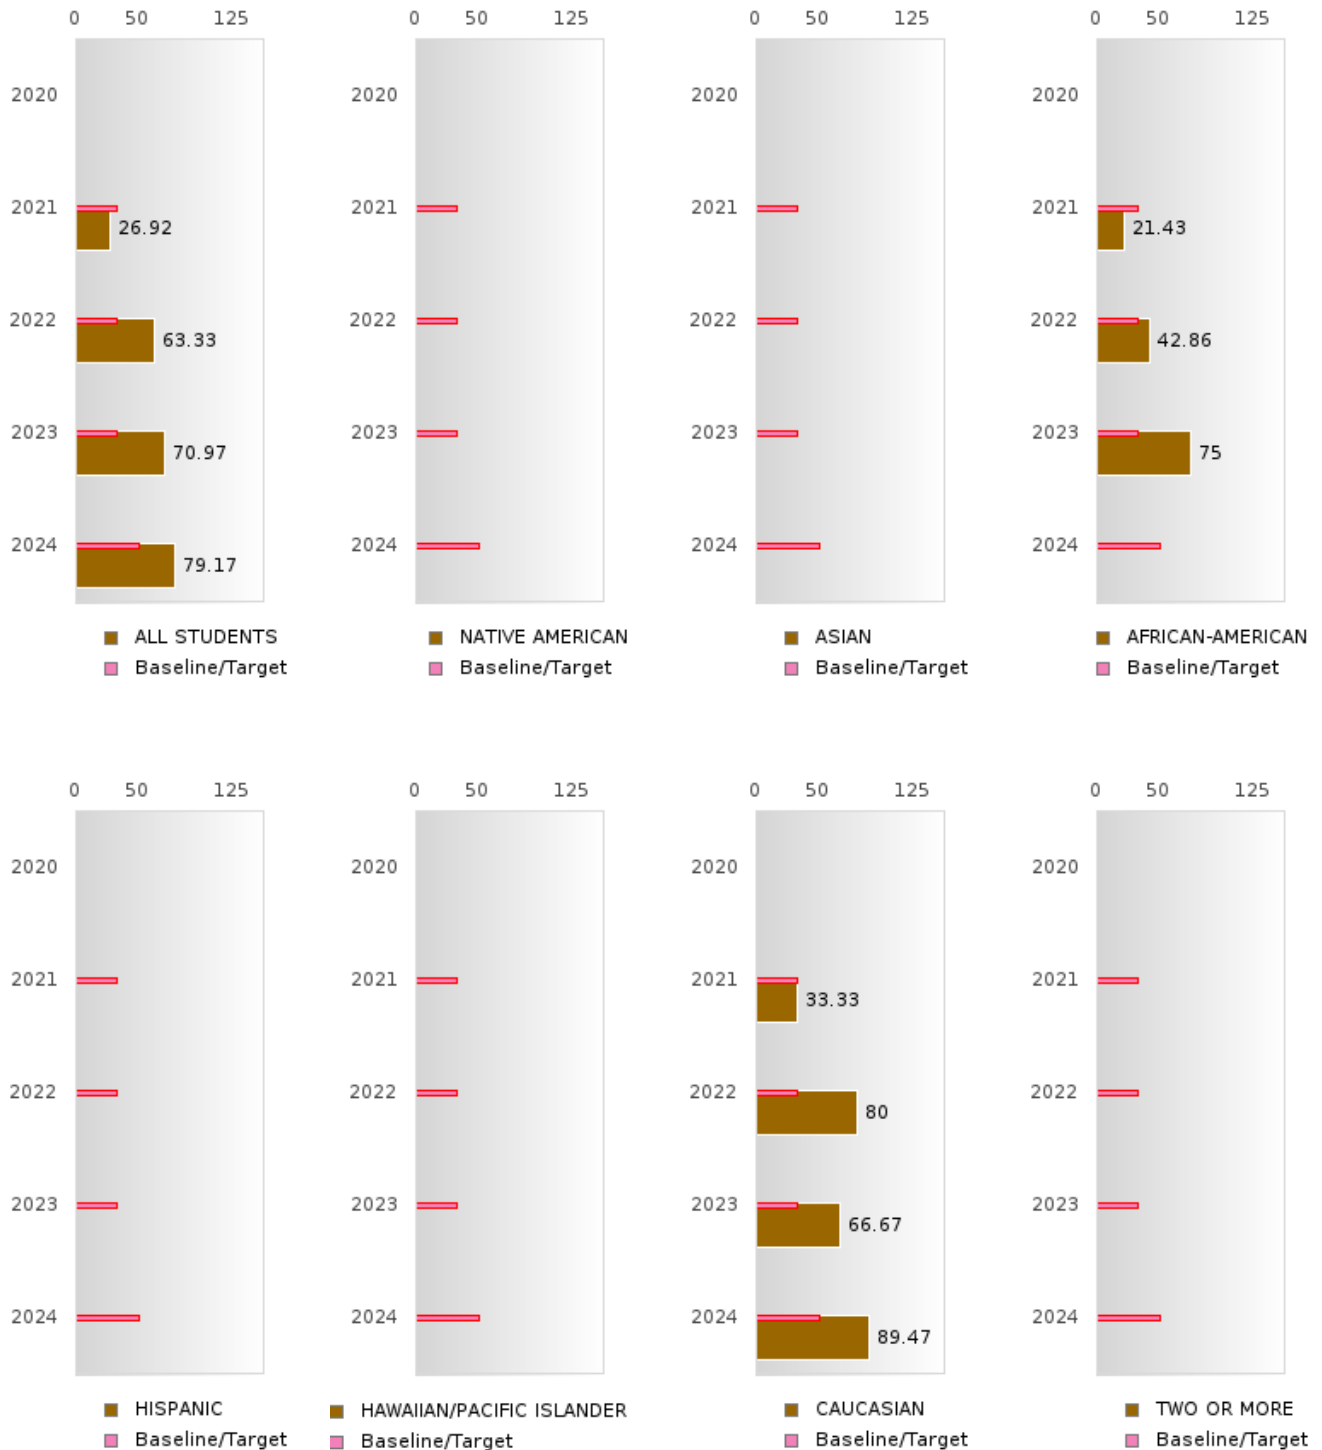 0 50 125 0 50 125 0 50 125 0 50 125
2020 2020 2020 2020
2021 2021 2021 2021
26.92 21.43
2022 2022 2022 2022
63.33 42.86
2023 2023 2023 2023
70.97 75
2024 2024 2024 2024
79.17
ALL STUDENTS NATIVE AMERICAN ASIAN AFRICAN-AMERICAN
Baseline/Target Baseline/Target Baseline/Target Baseline/Target
0 50 125 0 50 125 0 50 125 0 50 125
2020 2020 2020 2020
2021 2021 2021 2021
33.33
2022 2022 2022 2022
80
2023 2023 2023 2023
66.67
2024 2024 2024 2024
89.47
HISPANIC HAWAIIAN/PACIFIC ISLANDER CAUCASIAN TWO OR MORE
Baseline/Target Baseline/Target Baseline/Target Baseline/Target